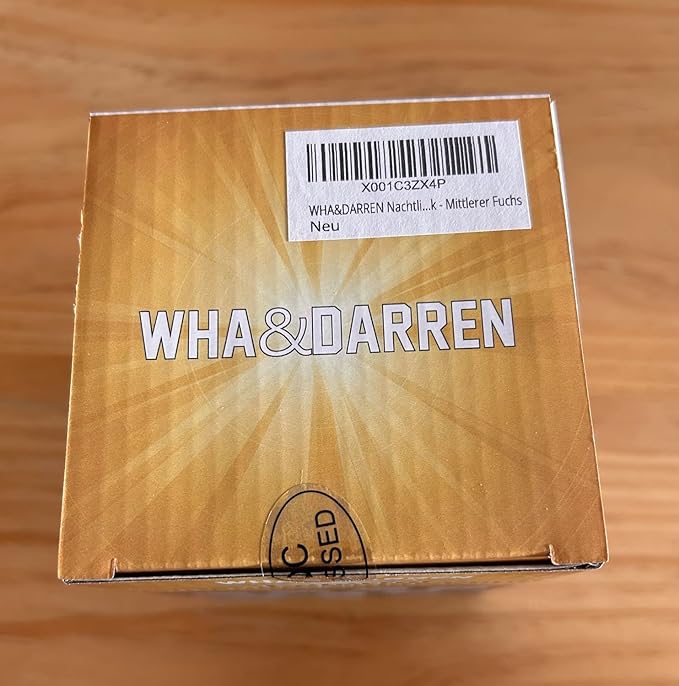 X001C3ZX4P
WHA&DARREN Nachtli...k - Mittlerer Fuchs
Neu
WHA&DARREN